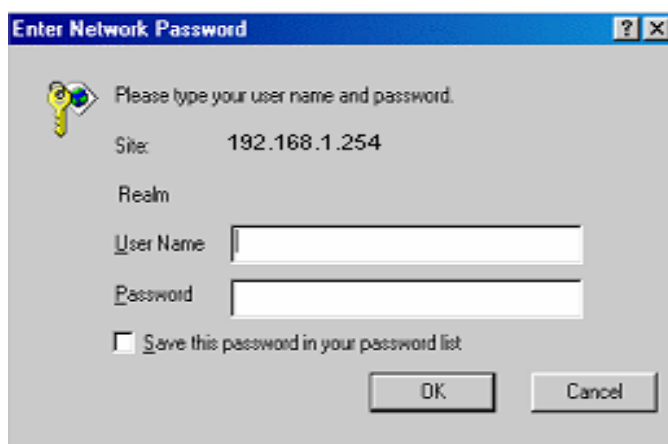 Enter Network Password
Please type your user name and password.
Site: 192.168.1.254
Realm
User Name
Password
Save this password in your password list
OK Cancel